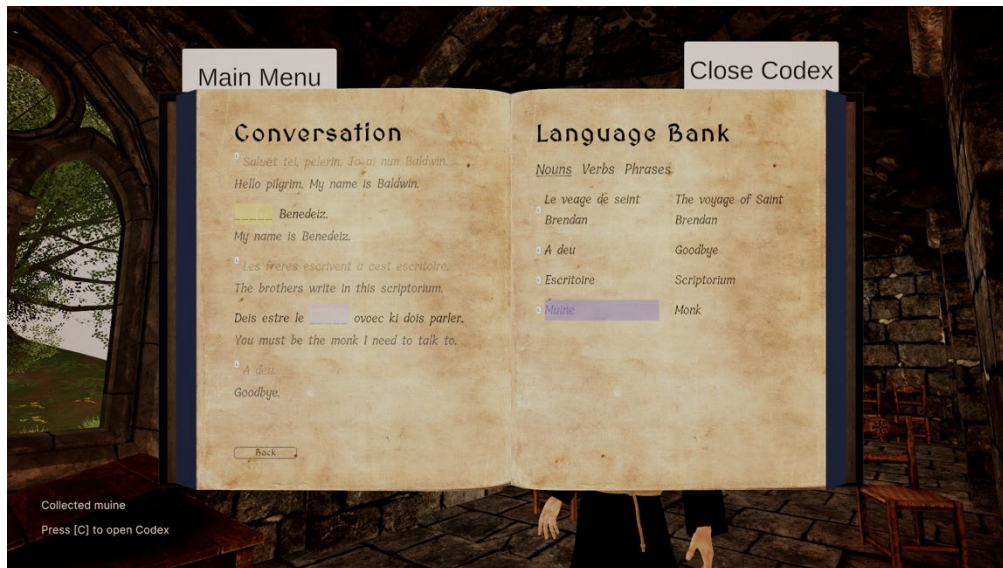 Main Menu
Close Codex
Conversation
Saluet tei, pelerin. Jo ai nun Baldwin.
Hello pilgrim. My name is Baldwin.
_____ Benedeiz.
My name is Benedeiz.
Les freres escrivent a cest escritoire.
The brothers write in this scriptorium.
Deis estre le _____ ovoec ki dois parler.
You must be the monk I need to talk to.
A deu.
Goodbye.
Back
Language Bank
Nouns Verbs Phrases
Le veage de seint The voyage of Saint
Brendan Brendan
A deu Goodbye
Escritoire Scriptorium
Muine Monk
Collected muine
Press [C] to open Codex